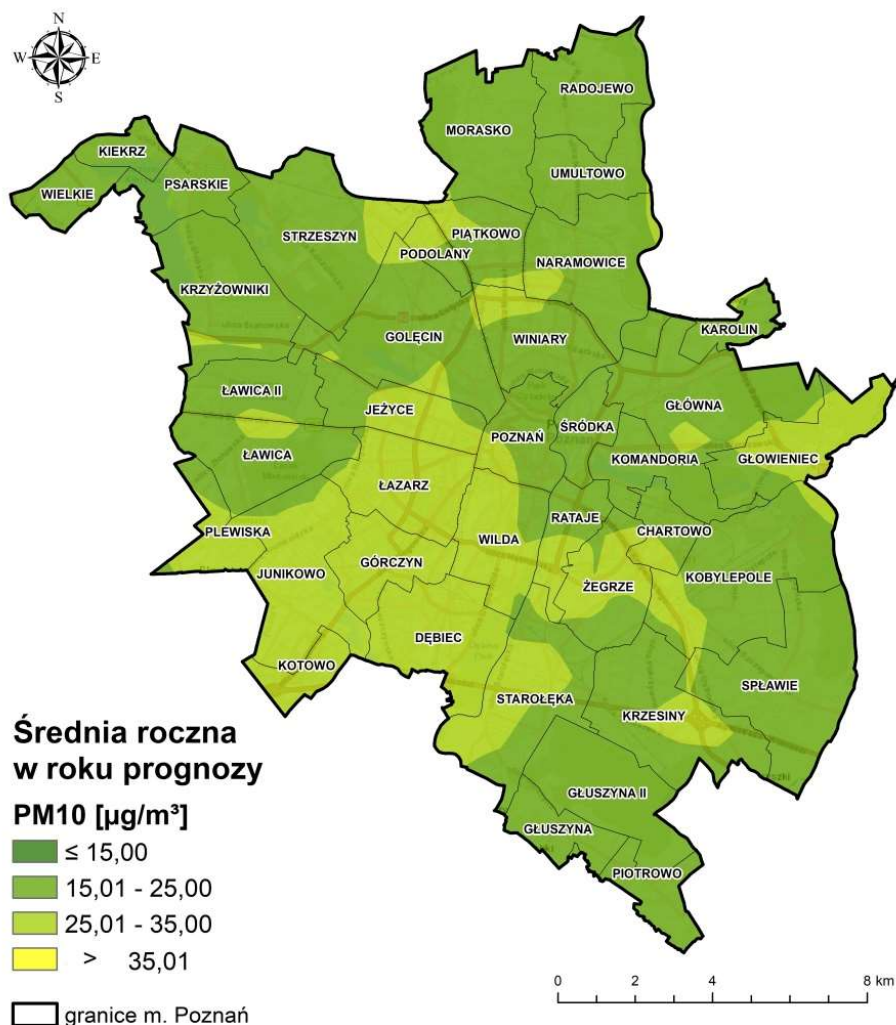 N
W E
S
RADOJEWO
MORASKO
KIEKRZ
UMULTOWO
PSARSKIE
WIELKIE
STRZESZYN
PIĄTKOWO
PODOLANY
NARAMOWICE
KRZYŻOWNIKI
KAROLIN
GOLĘCIN
WINIARY
ŁAWICA II
JEŻYCE
GŁÓWNA
POZNAŃ
ŚRÓDKA
ŁAWICA
KOMANDORIA
GŁOWIENIEC
ŁAZARZ
RATAJE
PLEWISKA
WILDA
CHARTOWO
GÓRCZYN
JUNIKOWO
ŻEGRZE
KOBYLEPOLE
DĘBIEC
KOTOWO
SPŁAWIE
STAROŁĘKA
KRZESINY
GŁUSZYNA II
GŁUSZYNA
PIOTROWO
Średnia roczna
w roku prognozy
PM10 [µg/m³]
≤ 15,00
15,01 - 25,00
25,01 - 35,00
> 35,01
granice m. Poznań
0 2 4 8 km